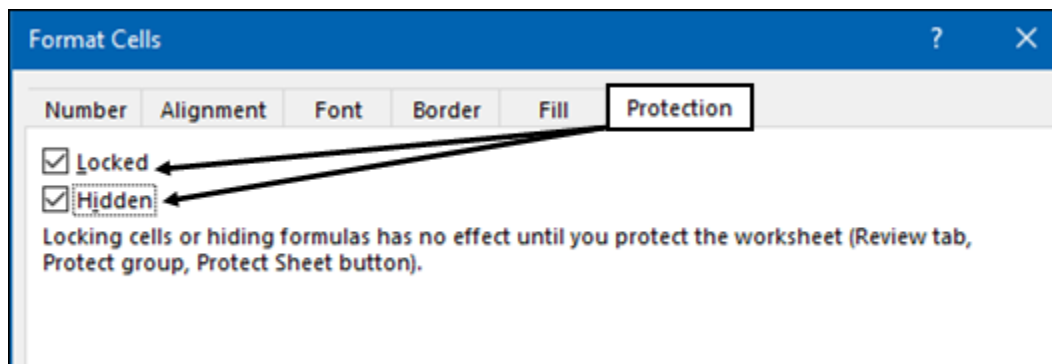 Format Cells ? ×
Number Alignment Font Border Fill Protection
Locked
Hidden
Locking cells or hiding formulas has no effect until you protect the worksheet (Review tab,
Protect group, Protect Sheet button).